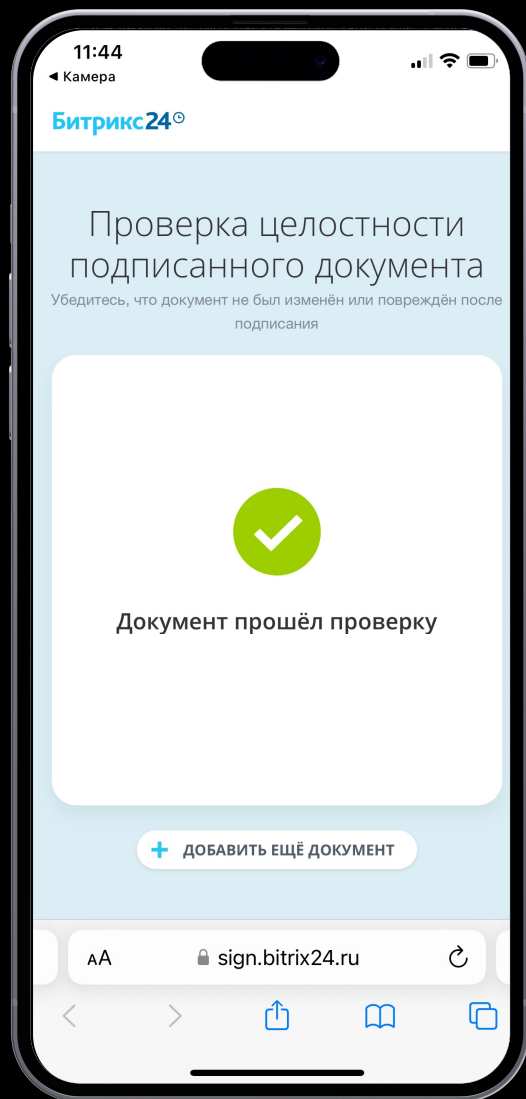 11:44
◀ Камера
Битрикс24
Проверка целостности
подписанного документа
Убедитесь, что документ не был изменён или повреждён после
подписания
Документ прошёл проверку
+ ДОБАВИТЬ ЕЩЁ ДОКУМЕНТ
AA sign.bitrix24.ru